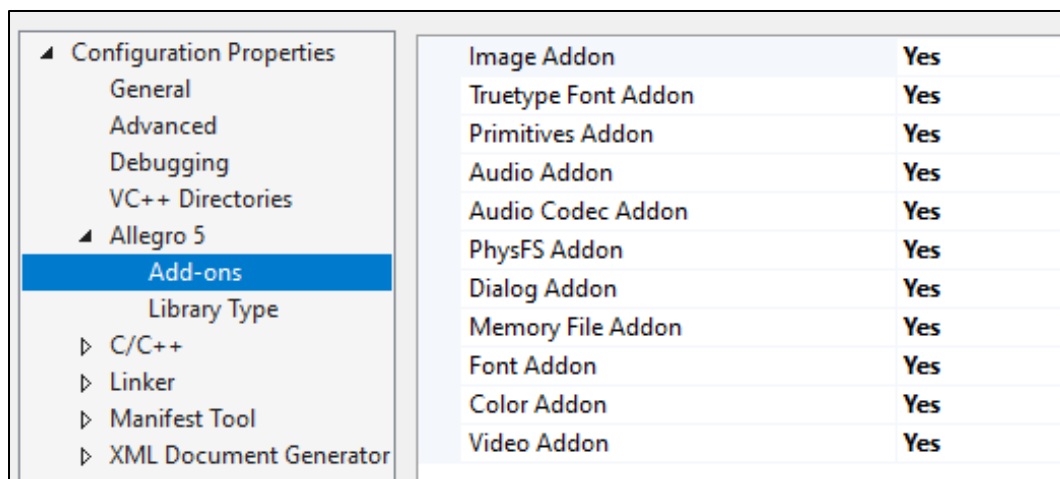 Configuration Properties
General
Advanced
Debugging
VC++ Directories
Allegro 5
Add-ons
Library Type
C/C++
Linker
Manifest Tool
XML Document Generator
Image Addon Yes
Truetype Font Addon Yes
Primitives Addon Yes
Audio Addon Yes
Audio Codec Addon Yes
PhysFS Addon Yes
Dialog Addon Yes
Memory File Addon Yes
Font Addon Yes
Color Addon Yes
Video Addon Yes